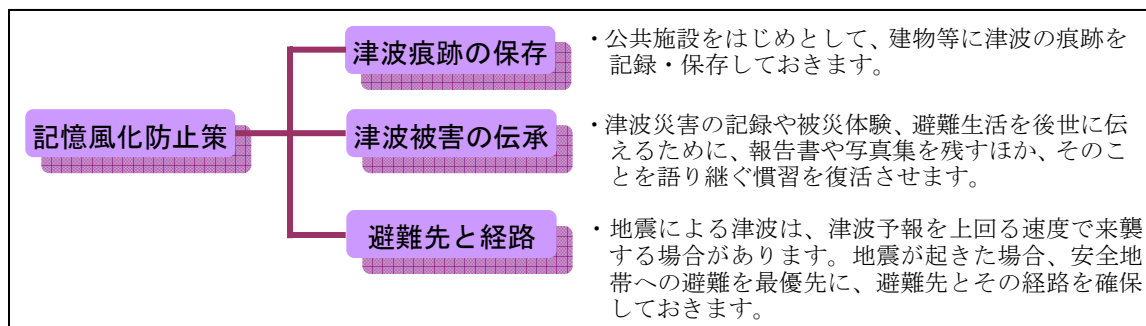 記憶風化防止策
津波痕跡の保存
・公共施設をはじめとして、建物等に津波の痕跡を
記録・保存しておきます。
津波被害の伝承
・津波災害の記録や被災体験、避難生活を後世に伝
えるために、報告書や写真集を残すほか、そのこ
とを語り継ぐ慣習を復活させます。
避難先と経路
・地震による津波は、津波予報を上回る速度で来襲
する場合があります。地震が起きた場合、安全地
帯への避難を最優先に、避難先とその経路を確保
しておきます。